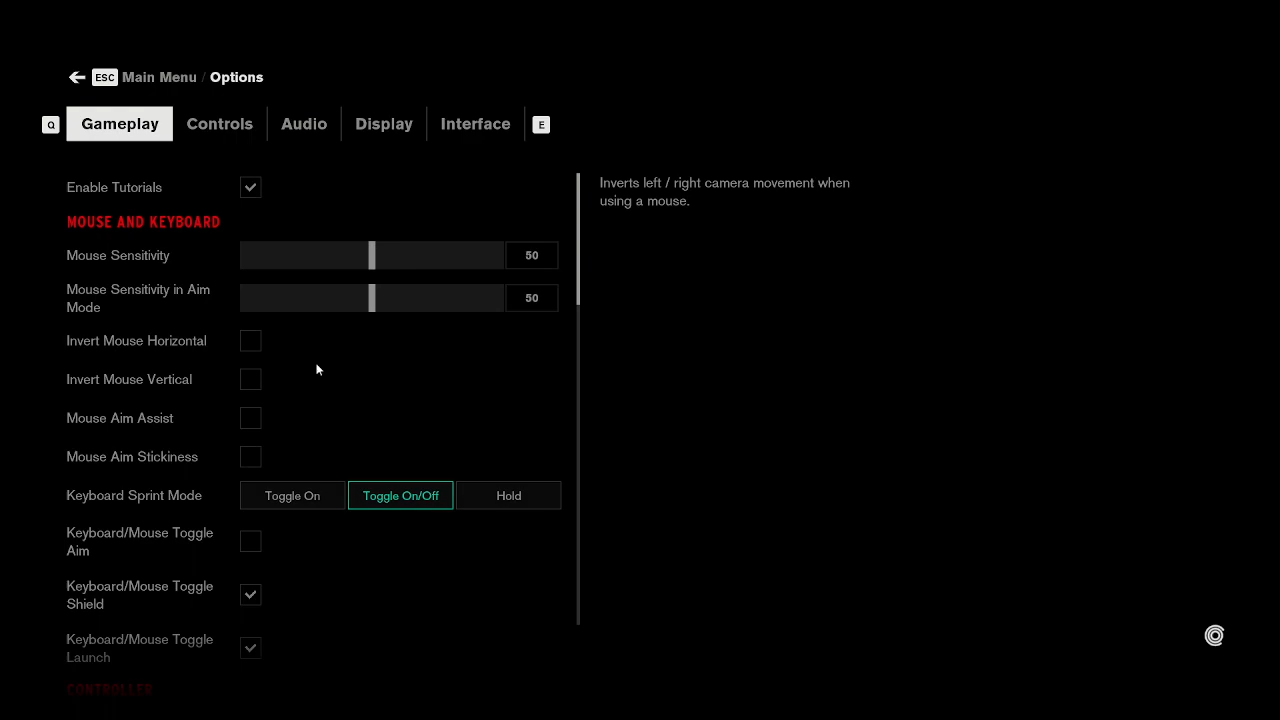 ESC Main Menu / Options
Q Gameplay Controls Audio Display Interface E
Enable Tutorials
Inverts left / right camera movement when
using a mouse.
MOUSE AND KEYBOARD
Mouse Sensitivity 50
Mouse Sensitivity in Aim
Mode 50
Invert Mouse Horizontal
Invert Mouse Vertical
Mouse Aim Assist
Mouse Aim Stickiness
Keyboard Sprint Mode Toggle On Toggle On/Off Hold
Keyboard/Mouse Toggle
Aim
Keyboard/Mouse Toggle
Shield
Keyboard/Mouse Toggle
Launch
CONTROLLER